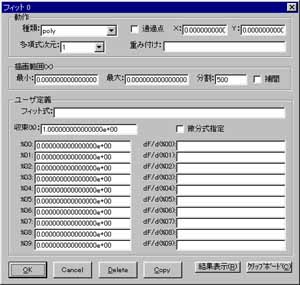 フィット 0
動作
種類: poly 通過点 X: 0.0000000000 Y: 0.0000000000
多項式次元: 1 重み付け:
描画範囲(X)
最小: 0.0000000000 最大: 0.0000000000 分割: 500 補間
ユーザ定義
フィット式:
収束(%): 1.0000000000000000e+00 微分式指定
%00: 0.0000000000000000e+00 dF/d(%00):
%01: 0.0000000000000000e+00 dF/d(%01):
%02: 0.0000000000000000e+00 dF/d(%02):
%03: 0.0000000000000000e+00 dF/d(%03):
%04: 0.0000000000000000e+00 dF/d(%04):
%05: 0.0000000000000000e+00 dF/d(%05):
%06: 0.0000000000000000e+00 dF/d(%06):
%07: 0.0000000000000000e+00 dF/d(%07):
%08: 0.0000000000000000e+00 dF/d(%08):
%09: 0.0000000000000000e+00 dF/d(%09):
OK Cancel Delete Copy 結果表示(R) クリップボード(C)